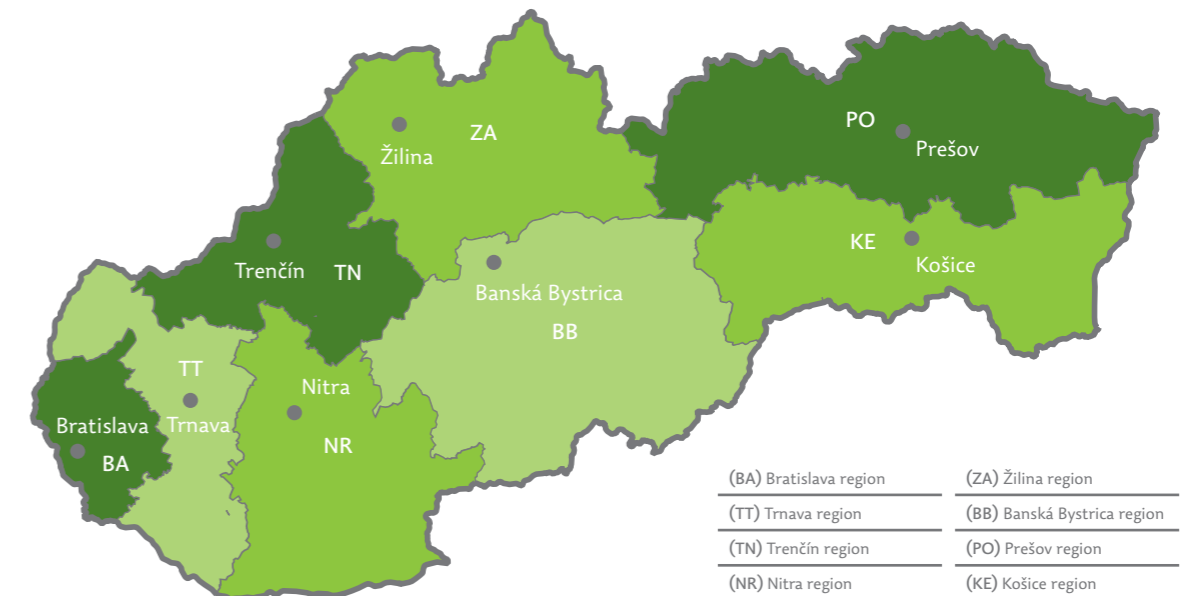 PO
ZA
Prešov
Žilina
KE
Košice
Trenčín
TN
Banská Bystrica
BB
TT
Nitra
Bratislava
Trnava
NR
BA
(BA) Bratislava region
(TT) Trnava region
(TN) Trenčín region
(NR) Nitra region
(ZA) Žilina region
(BB) Banská Bystrica region
(PO) Prešov region
(KE) Košice region